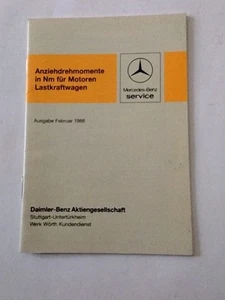 Anziehdrehmomente
in Nm für Motoren
Lastkraftwagen
Mercedes-Benz
service
Ausgabe Februar 1986
Daimler-Benz Aktiengesellschaft
Stuttgart-Untertürkheim
Werk Wörth Kundendienst